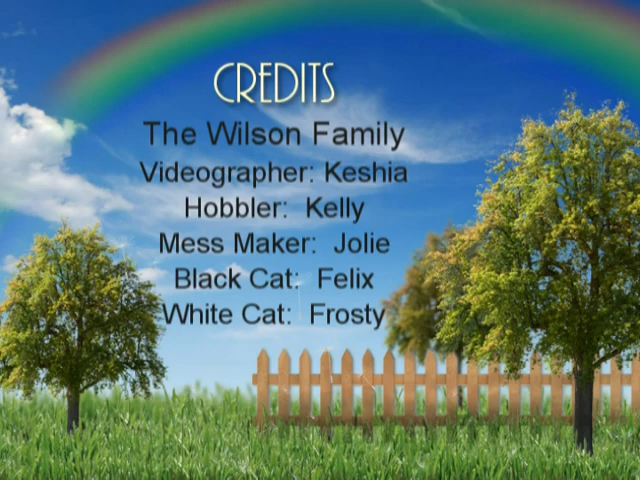 CREDITS
The Wilson Family
Videographer: Keshia
Hobbler: Kelly
Mess Maker: Jolie
Black Cat: Felix
White Cat: Frosty